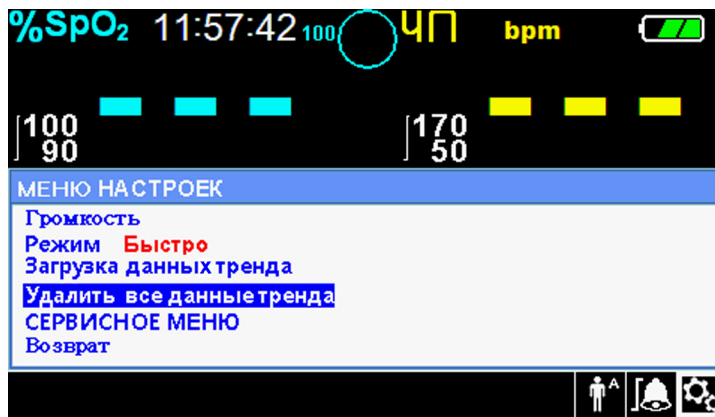 %SpO₂ 11:57:42 100 ЧП bpm
--- ---
100 170
90 50
МЕНЮ НАСТРОЕК
Громкость
Режим Быстро
Загрузка данных тренда
Удалить все данные тренда
СЕРВИСНОЕ МЕНЮ
Возврат
A